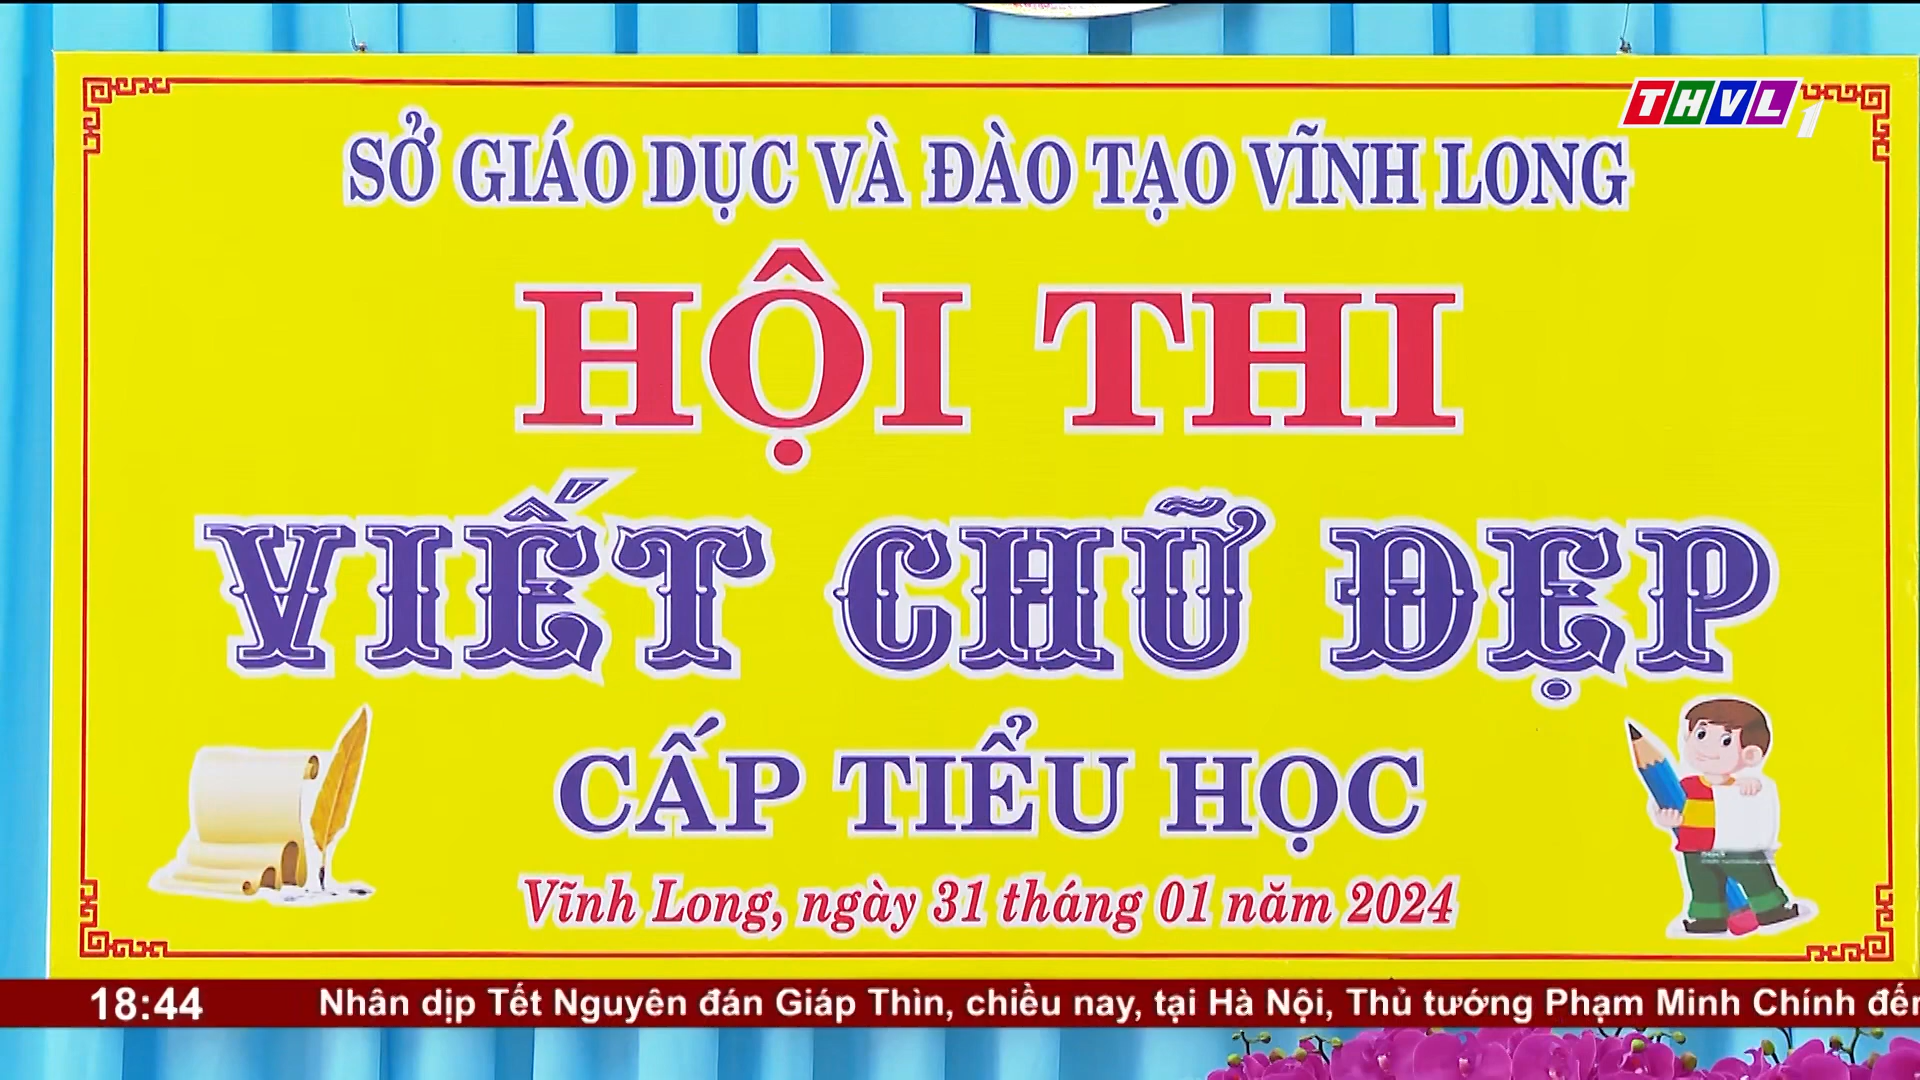 THVL1
SỞ GIÁO DỤC VÀ ĐÀO TẠO VĨNH LONG
HỘI THI
VIẾT CHỮ ĐẸP
CẤP TIỂU HỌC
Vĩnh Long, ngày 31 tháng 01 năm 2024
18:44 Nhân dịp Tết Nguyên đán Giáp Thìn, chiều nay, tại Hà Nội, Thủ tướng Phạm Minh Chính đến